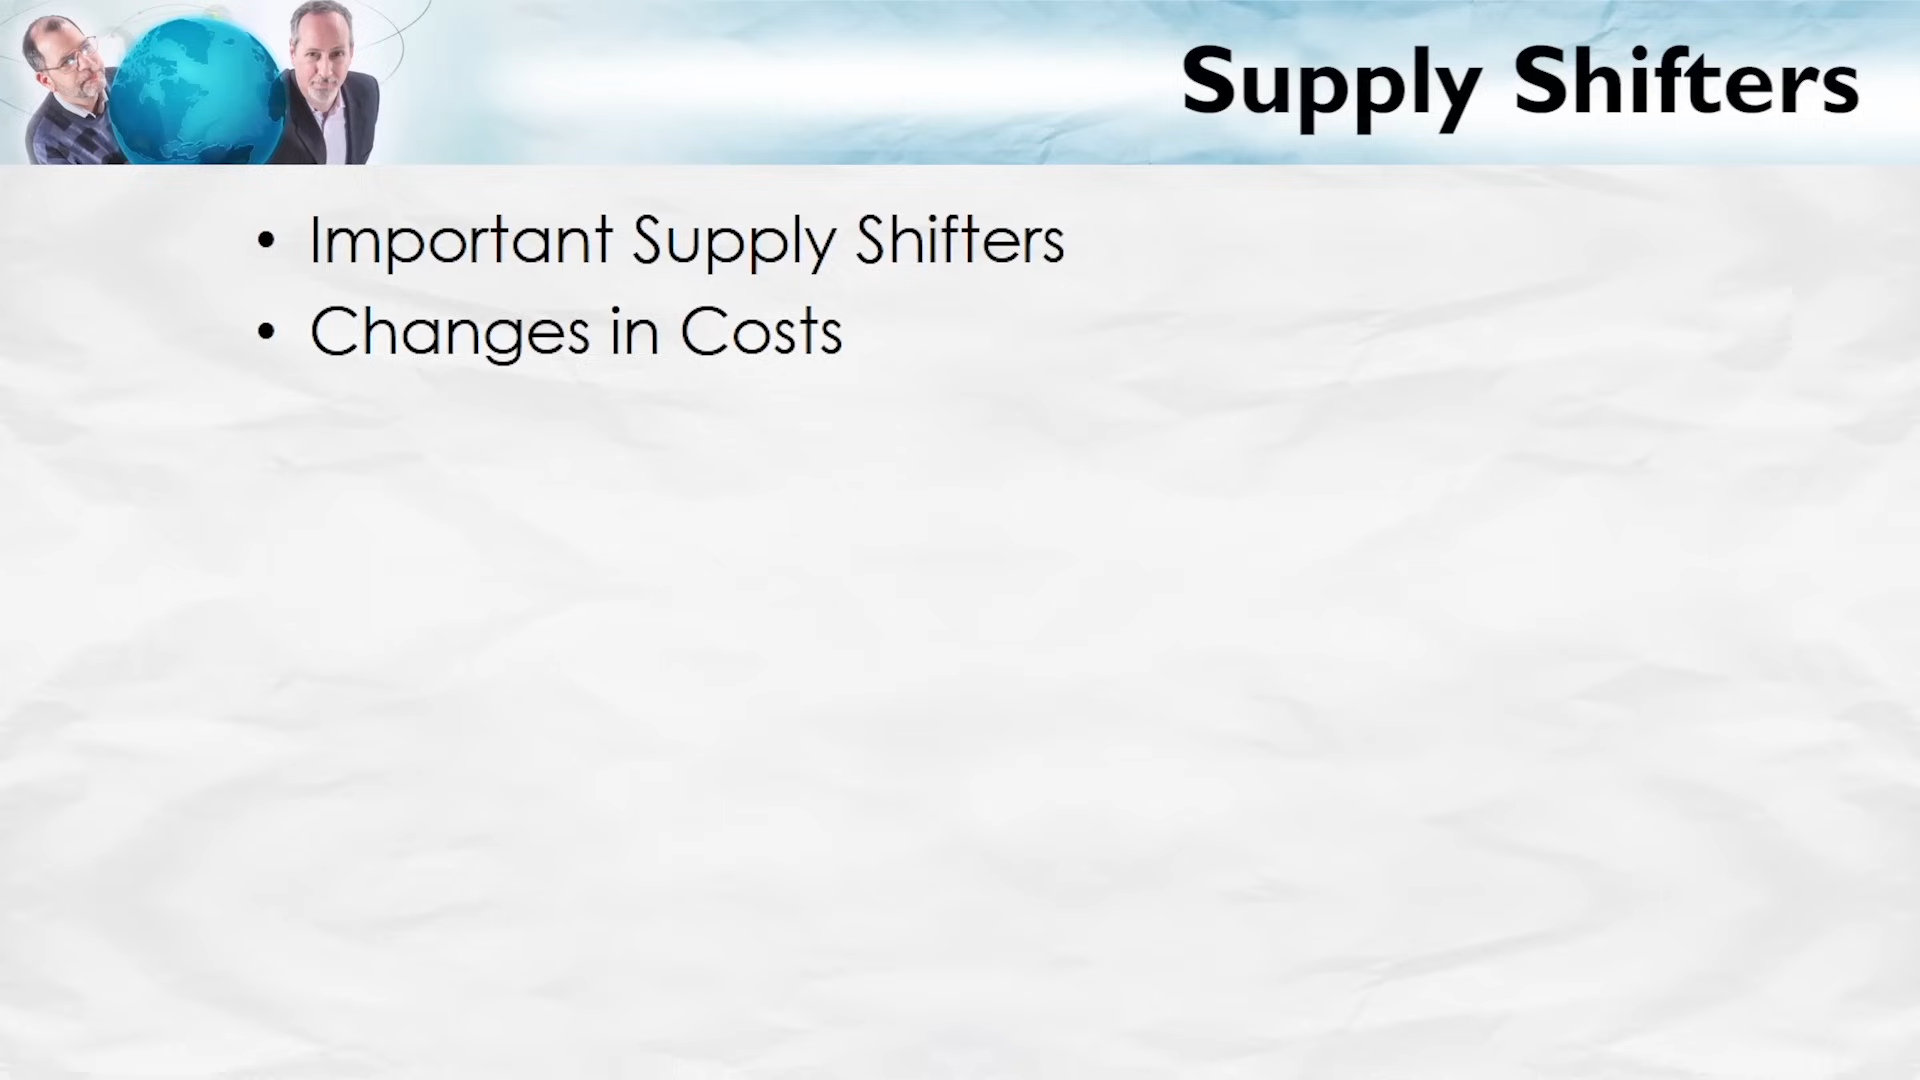 Supply Shifters
• Important Supply Shifters
• Changes in Costs